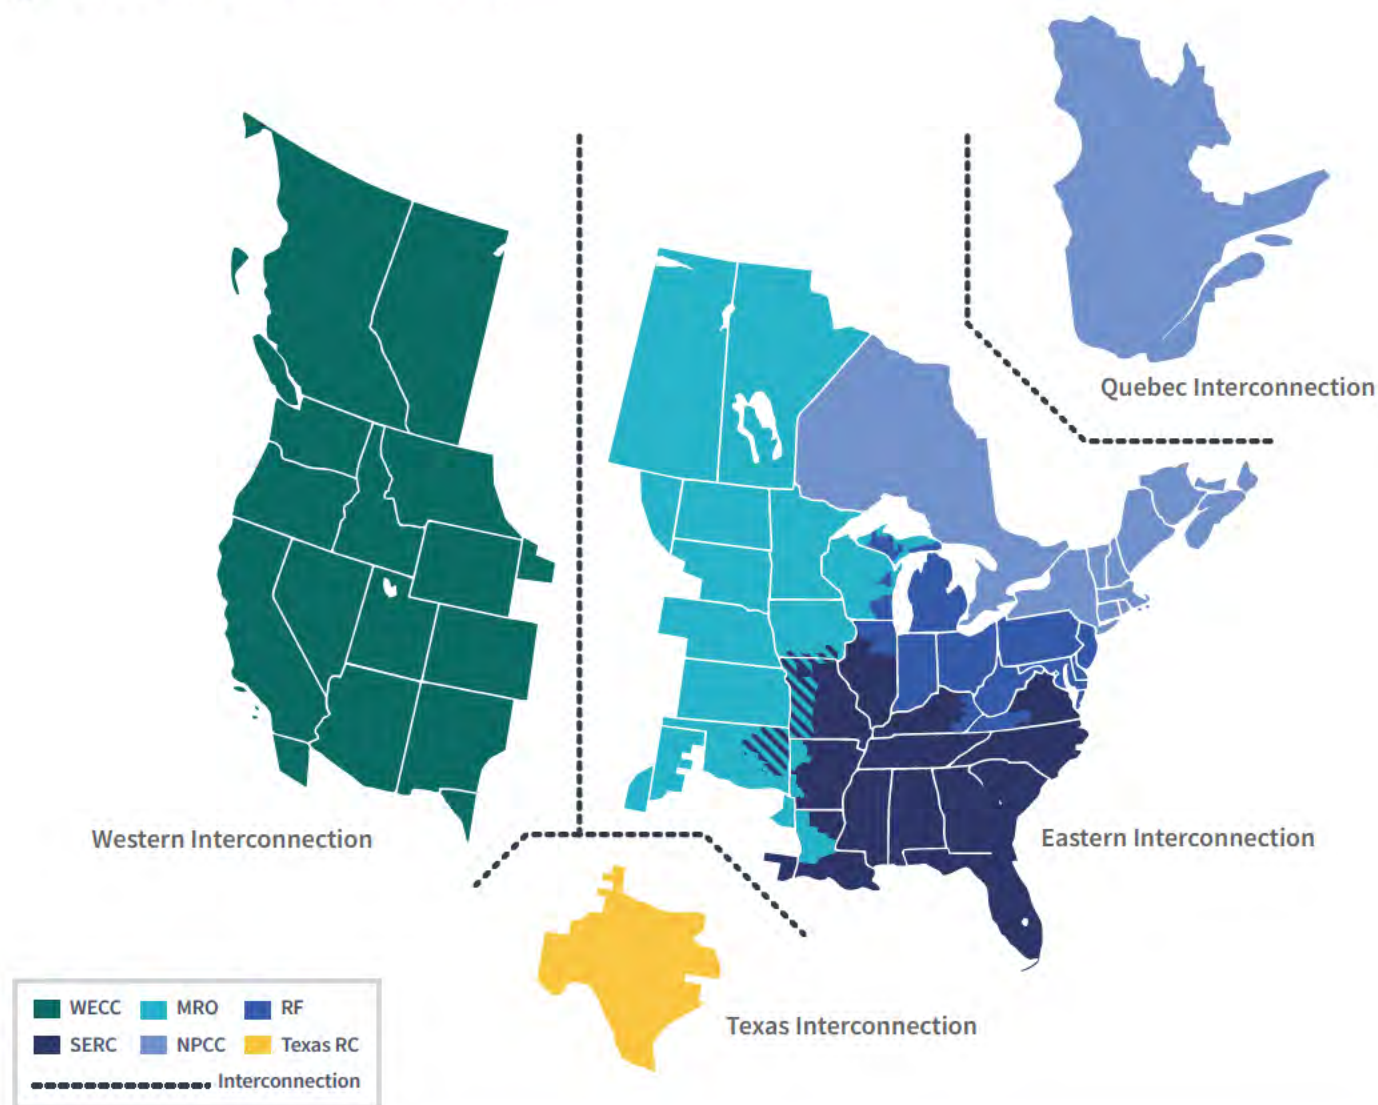 Quebec Interconnection
Western Interconnection
Eastern Interconnection
Texas Interconnection
WECC MRO RF
SERC NPCC Texas RC
Interconnection